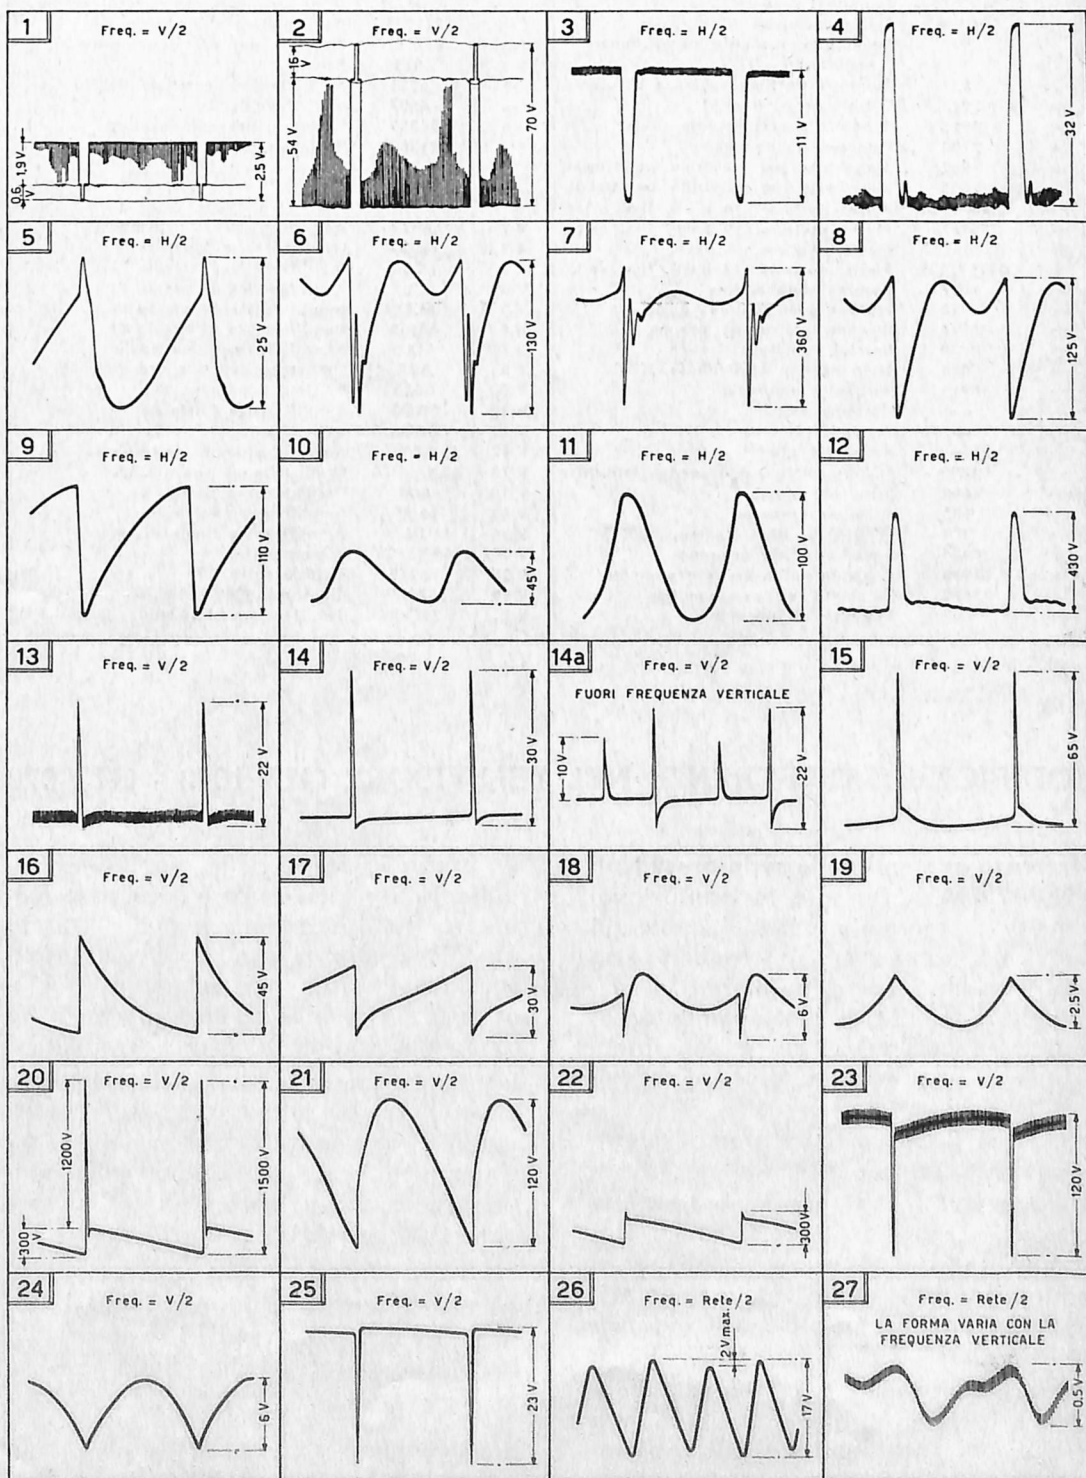 1
Freq. = V/2
1,9 V
0,6 V
2,5 V
2
Freq. = V/2
16 V
54 V
70 V
3
Freq. = H/2
11 V
4
Freq. = H/2
32 V
5
Freq. = H/2
25 V
6
Freq. = H/2
130 V
7
Freq. = H/2
360 V
8
Freq. = H/2
125 V
9
Freq. = H/2
110 V
10
Freq. = H/2
45 V
11
Freq. = H/2
100 V
12
Freq. = H/2
430 V
13
Freq. = V/2
22 V
14
Freq. = V/2
30 V
14a
Freq. = V/2
FUORI FREQUENZA VERTICALE
10 V
22 V
15
Freq. = V/2
65 V
16
Freq. = V/2
45 V
17
Freq. = V/2
30 V
18
Freq. = V/2
6 V
19
Freq. = V/2
2,5 V
20
Freq. = V/2
1200 V
300 V
1500 V
21
Freq. = V/2
120 V
22
Freq. = V/2
300 V
23
Freq. = V/2
120 V
24
Freq. = V/2
6 V
25
Freq. = V/2
23 V
26
Freq. = Rete/2
2 V max.
17 V
27
Freq. = Rete/2
LA FORMA VARIA CON LA
FREQUENZA VERTICALE
0,5 V